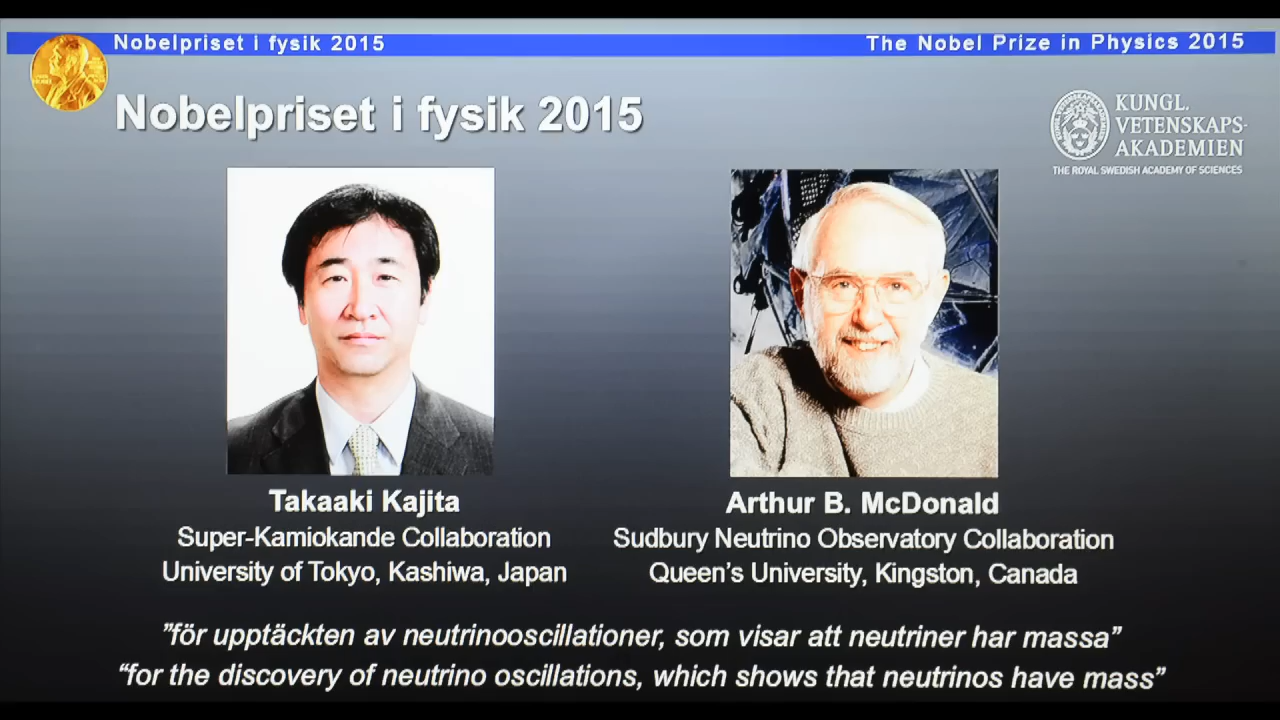 Nobelpriset i fysik 2015
The Nobel Prize in Physics 2015
Nobelpriset i fysik 2015
KUNGL.
VETENSKAPS-
AKADEMIEN
THE ROYAL SWEDISH ACADEMY OF SCIENCES
Takaaki Kajita
Super-Kamiokande Collaboration
University of Tokyo, Kashiwa, Japan
Arthur B. McDonald
Sudbury Neutrino Observatory Collaboration
Queen’s University, Kingston, Canada
”för upptäckten av neutrinooscillationer, som visar att neutriner har massa”
“for the discovery of neutrino oscillations, which shows that neutrinos have mass”